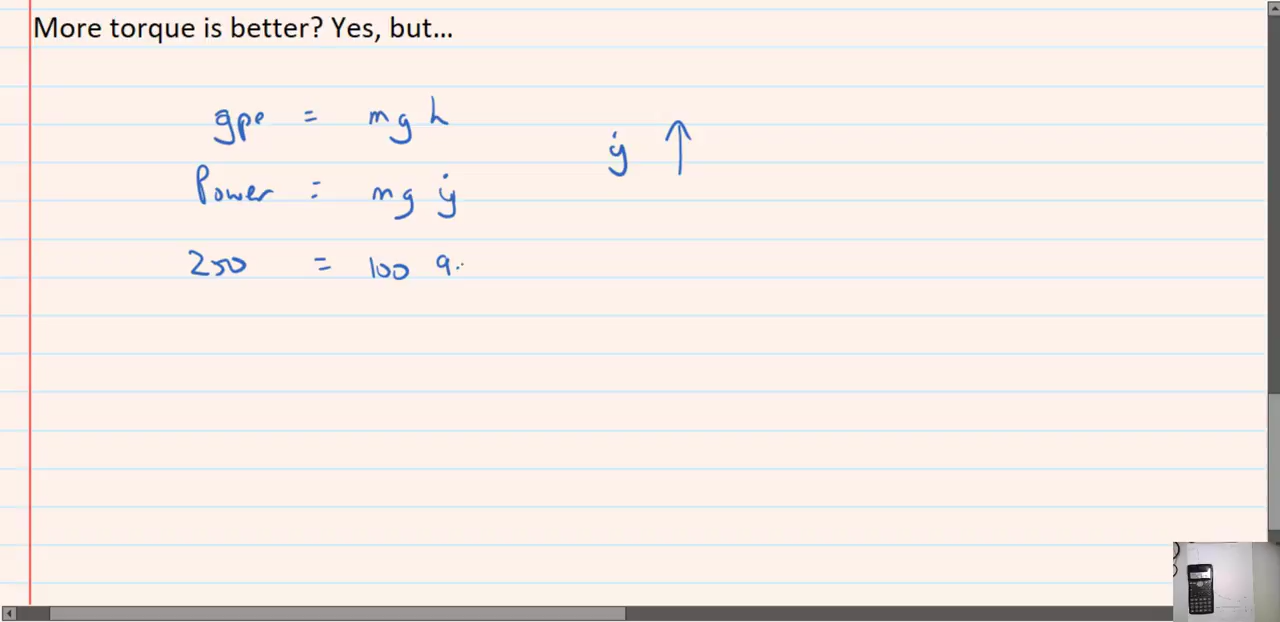 More torque is better? Yes, but...
gpe = mgh
ẏ ↑
Power = mgẏ
250 = 100 9.